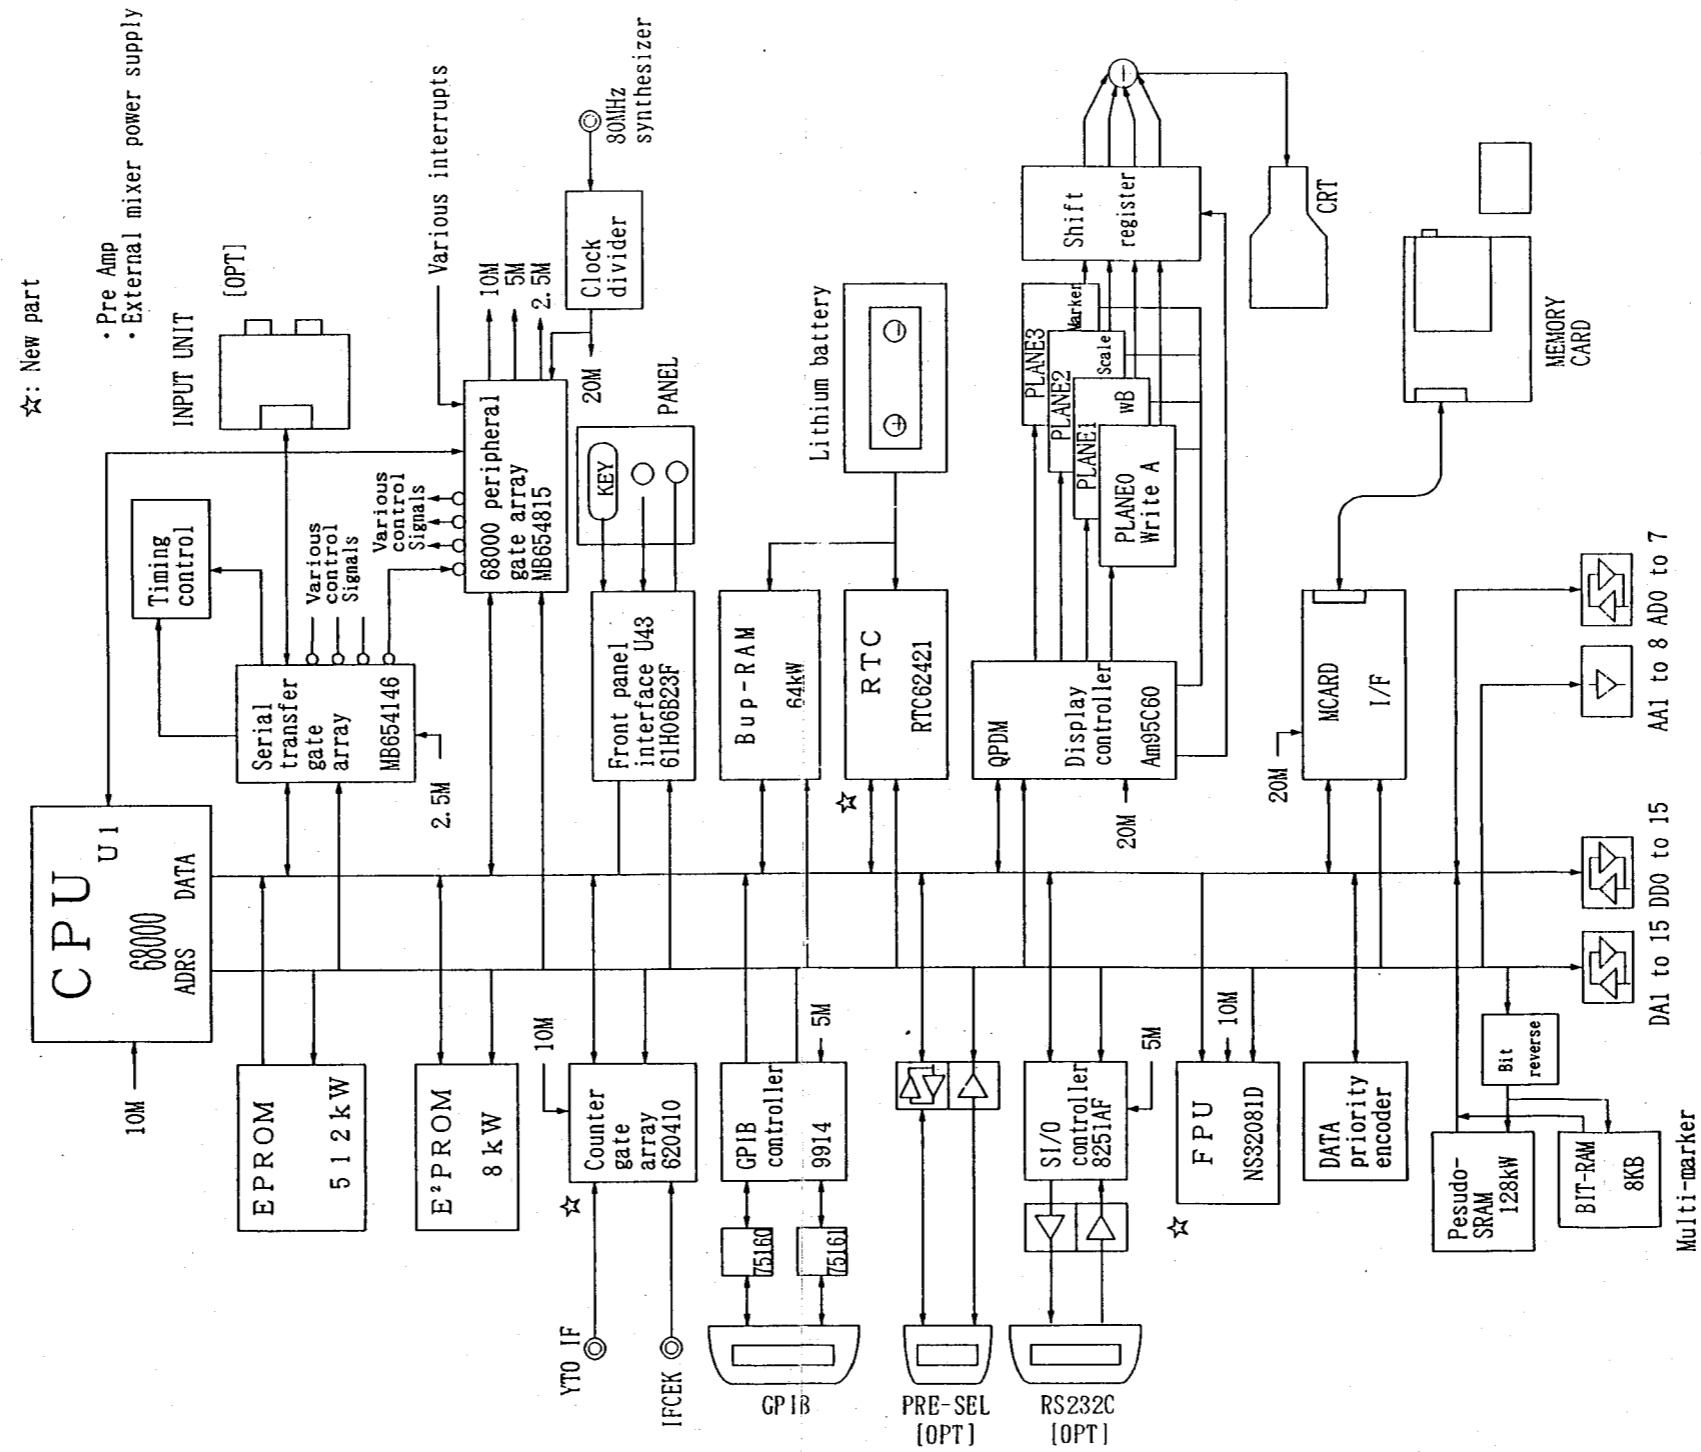 ☆: New part
· Pre Amp
· External mixer power supply
INPUT UNIT
[OPT]
Various interrupts
80MHz
synthesizer
Clock
divider
10M
5M
2.5M
20M
Timing
control
Various
control
Signals
Various
control
Signals
68000 peripheral
gate array
MB654815
PANEL
KEY
Serial
transfer
gate
array
MB654146
2.5M
Front panel
interface U43
61H06B23F
CPU
U1
68000
ADRS DATA
10M
EPROM
512kW
E²PROM
8kW
10M
Counter
gate
array
620410
☆
YTO IF
IFCEK
GPIB
controller
9914
5M
75160
75161
GPIB
Bup-RAM
64kW
Lithium battery
RTC
RTC62421
☆
PRE-SEL
[OPT]
QPDM
Display
controller
Am95C60
20M
PLANE3
Marker
PLANE2
Scale
PLANE1
wB
PLANE0
Write A
Shift
register
CRT
SI/O
controller
8251AF
5M
RS232C
[OPT]
FPU
NS32081D
10M
☆
DATA
priority
encoder
20M
MCARD
I/F
MEMORY
CARD
Bit
reverse
Pesudo-
SRAM
128kW
BIT-RAM
8KB
Multi-marker
DA1 to 15 DD0 to 15 AA1 to 8 AD0 to 7